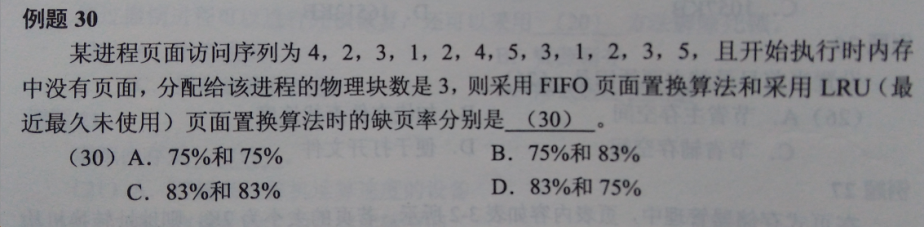 例题 30
某进程页面访问序列为 4，2，3，1，2，4，5，3，1，2，3，5，且开始执行时内存
中没有页面，分配给该进程的物理块数是 3，则采用 FIFO 页面置换算法和采用 LRU（最
近最久未使用）页面置换算法时的缺页率分别是 （30） 。
（30）A．75%和 75% B．75%和 83%
C．83%和 83% D．83%和 75%